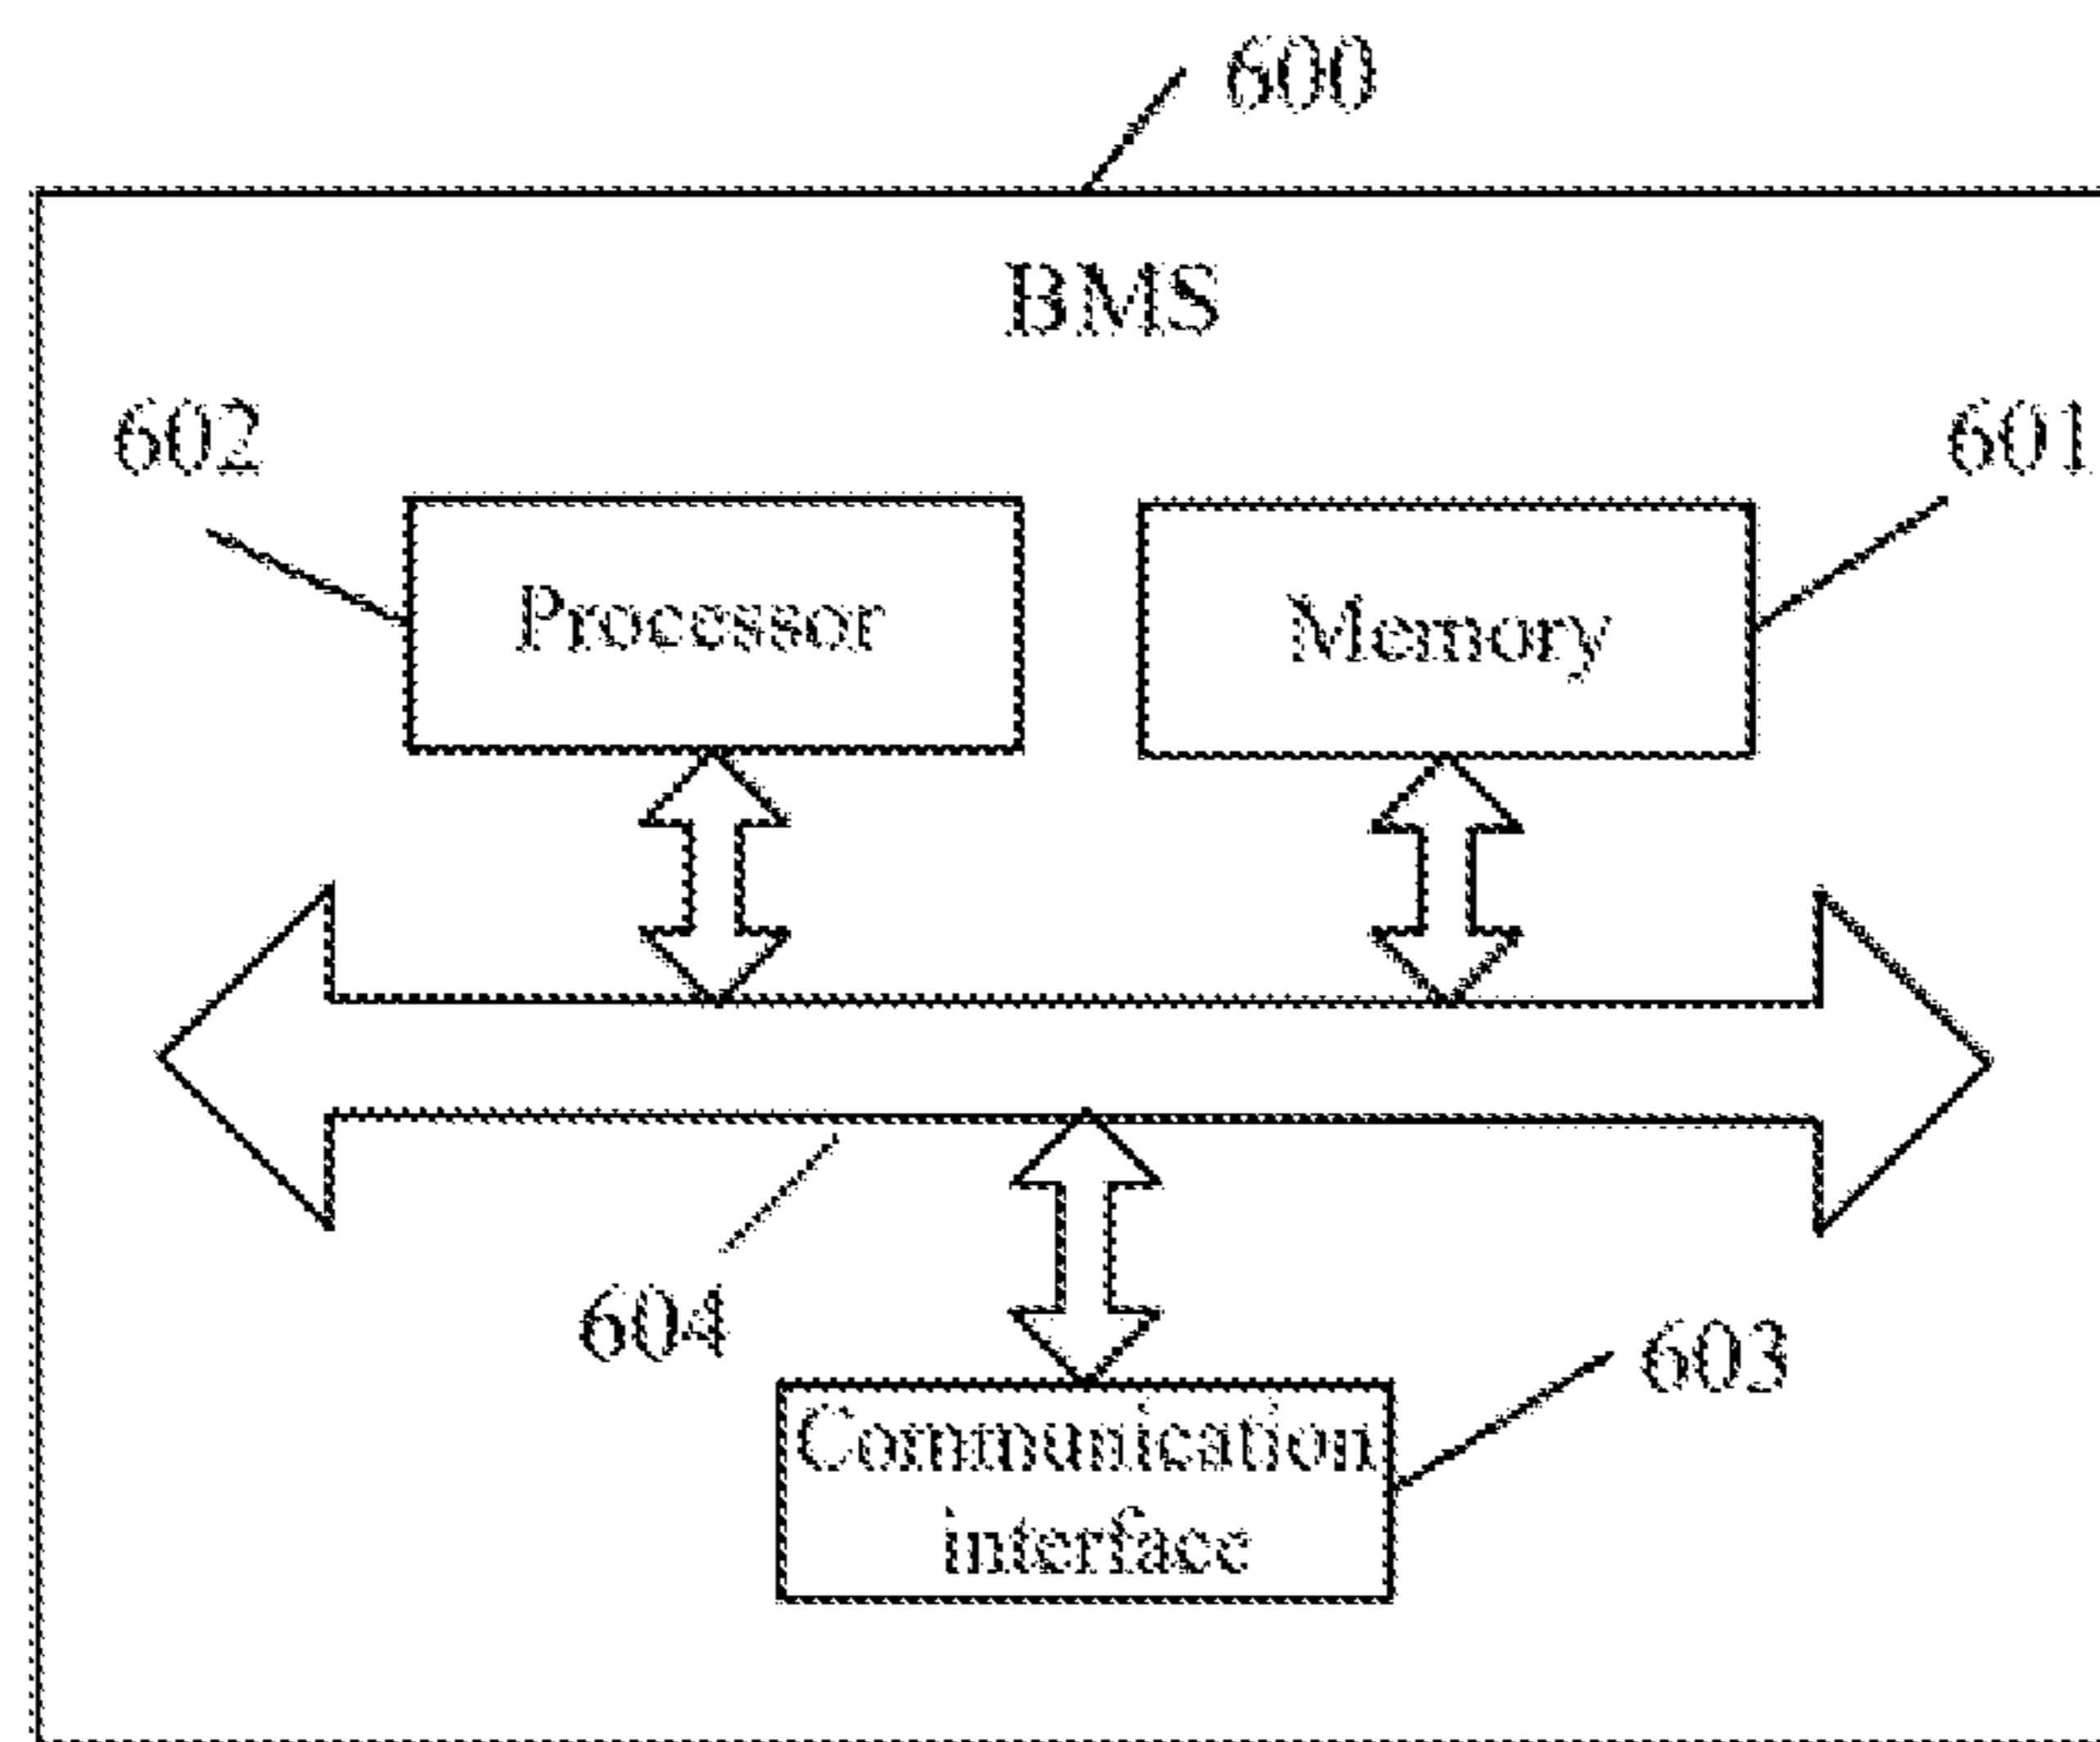 600
BMS
602
601
Processor
Memory
604
603
Communication
interface